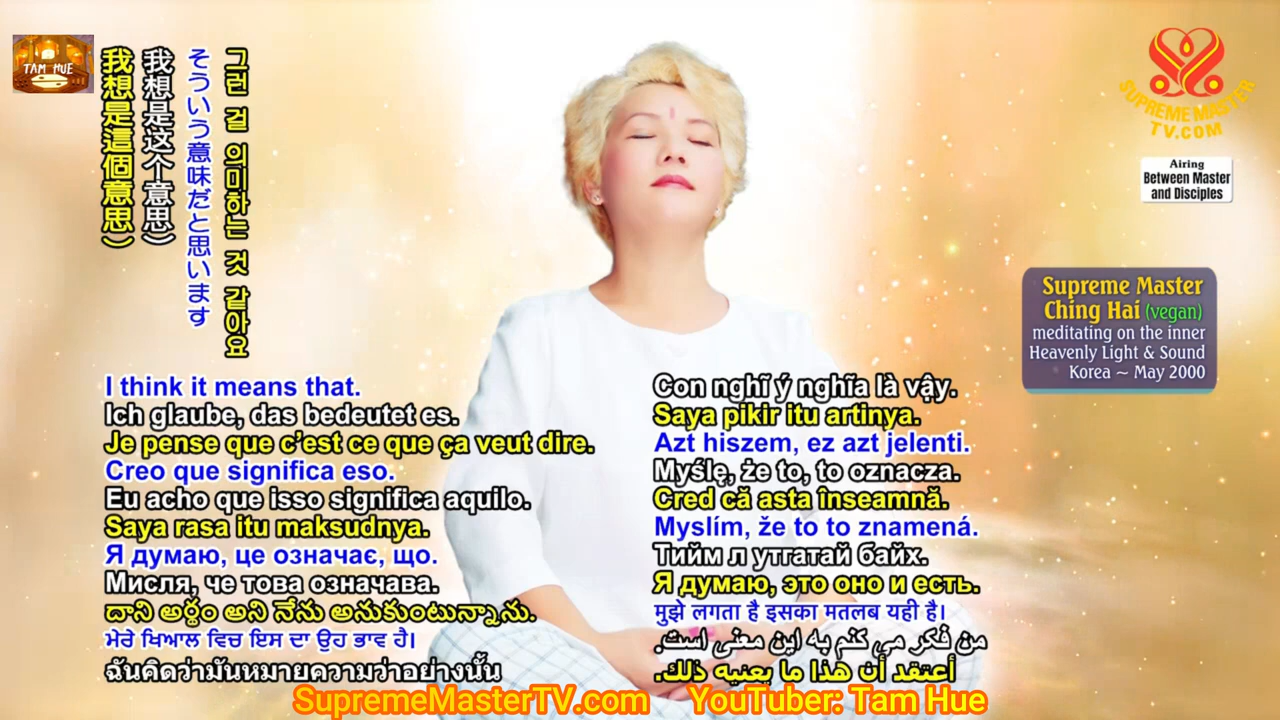 TAM HUE
我想是這個意思）
我想是这个意思）
そういう意味だと思います
그런 걸 의미하는 것 같아요
SUPREME MASTER
TV.COM
Airing
Between Master
and Disciples
Supreme Master
Ching Hai (vegan)
meditating on the inner
Heavenly Light & Sound
Korea ~ May 2000
I think it means that.
Ich glaube, das bedeutet es.
Je pense que c’est ce que ça veut dire.
Creo que significa eso.
Eu acho que isso significa aquilo.
Saya rasa itu maksudnya.
Я думаю, це означає, що.
Мисля, че това означава.
దాని అర్థం అని నేను అనుకుంటున్నాను.
ਮੇਰੇ ਖਿਆਲ ਵਿਚ ਇਸ ਦਾ ਉਹ ਭਾਵ ਹੈ।
ฉันคิดว่ามันหมายความว่าอย่างนั้น
Con nghĩ ý nghĩa là vậy.
Saya pikir itu artinya.
Azt hiszem, ez azt jelenti.
Myślę, że to, to oznacza.
Cred că asta înseamnă.
Myslím, že to to znamená.
Тийм л утгатай байх.
Я думаю, это оно и есть.
मुझे लगता है इसका मतलब यही है।
من فکر می کنم به این معنی است.
أعتقد أن هذا ما يعنيه ذلك.
SupremeMasterTV.com YouTuber: Tam Hue